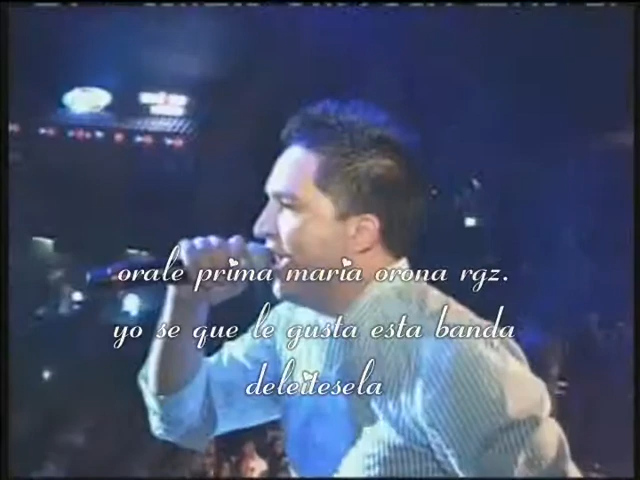 orale prima maria orona rgz.
yo se que le gusta esta banda
deleitesela